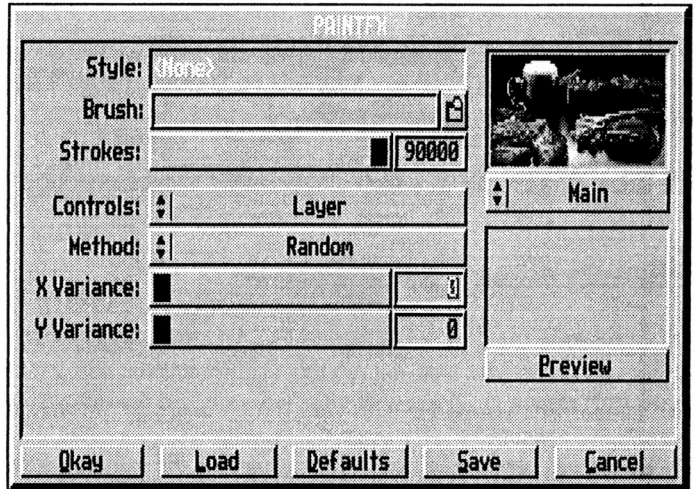 PAINTFX
Style: <None>
Brush:
Strokes: 90000
Controls: Layer
Main
Method: Random
X Variance:
Y Variance: 0
Preview
Okay Load Defaults Save Cancel